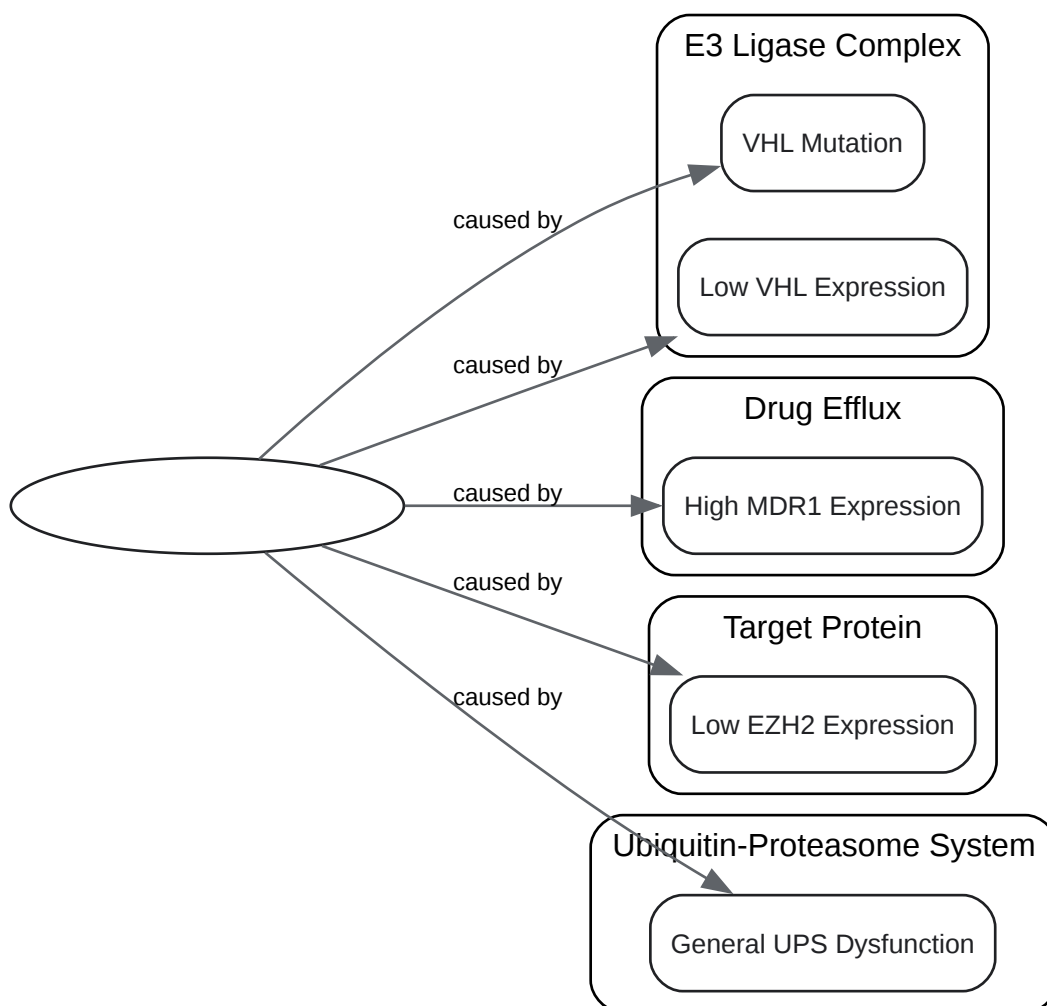 E3 Ligase Complex
VHL Mutation
caused by
Low VHL Expression
caused by
Drug Efflux
caused by
High MDR1 Expression
caused by
Target Protein
caused by
Low EZH2 Expression
Ubiquitin-Proteasome System
General UPS Dysfunction